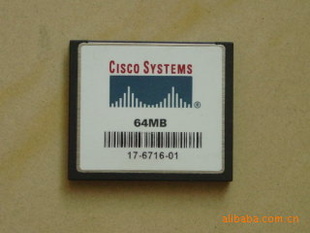 CISCO SYSTEMS
®
64MB
17-6716-01
alibaba.com.cn